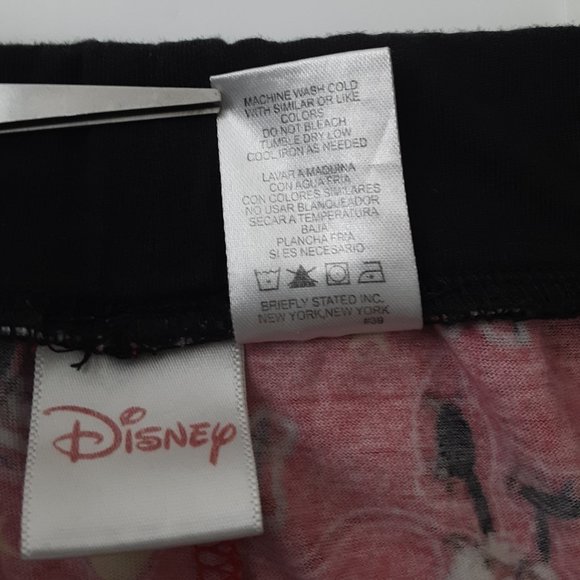 MACHINE WASH COLD
WITH SIMILAR OR LIKE
COLORS
DO NOT BLEACH
TUMBLE DRY LOW
COOL IRON AS NEEDED
LAVAR A MAQUINA
CON AGUA FRIA
CON COLORES SIMILARES
NO USAR BLANQUEADOR
SECAR A TEMPERATURA
BAJA
PLANCHA FRIA
SI ES NECESARIO
BRIEFLY STATED INC.
NEW YORK,NEW YORK
#39
Disney